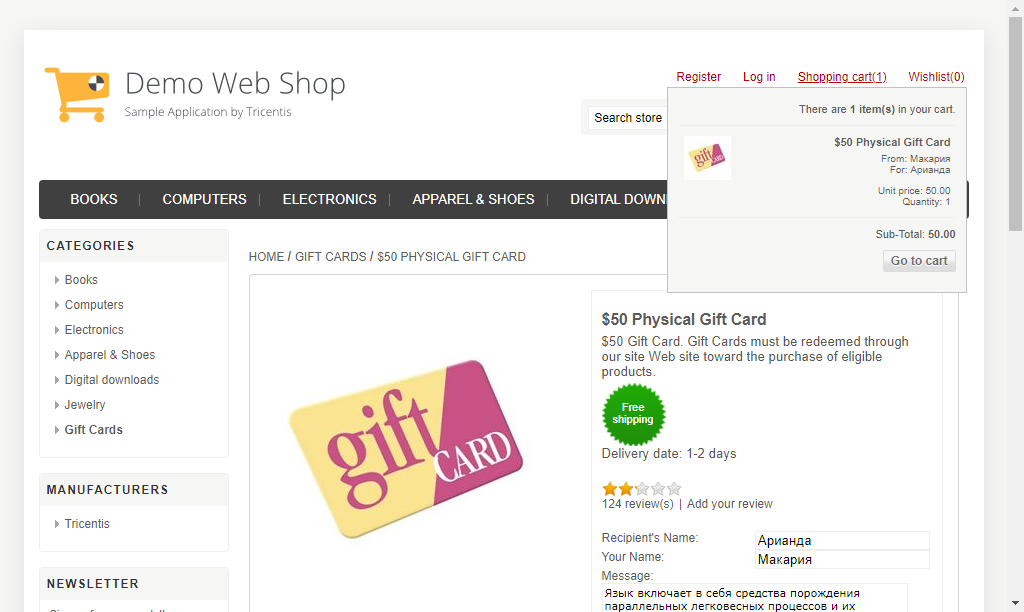 Demo Web Shop
Sample Application by Tricentis
Register
Log in
Shopping cart(1)
Wishlist(0)
Search store
There are 1 item(s) in your cart.
$50 Physical Gift Card
From: Макария
For: Арианда
Unit price: 50.00
Quantity: 1
Sub-Total: 50.00
Go to cart
gift CARD
BOOKS
COMPUTERS
ELECTRONICS
APPAREL & SHOES
DIGITAL DOWN
CATEGORIES
Books
Computers
Electronics
Apparel & Shoes
Digital downloads
Jewelry
Gift Cards
MANUFACTURERS
Tricentis
NEWSLETTER
HOME / GIFT CARDS / $50 PHYSICAL GIFT CARD
gift
CARD
$50 Physical Gift Card
$50 Gift Card. Gift Cards must be redeemed through
our site Web site toward the purchase of eligible
products.
Free
shipping
Delivery date: 1-2 days
124 review(s) | Add your review
Recipient's Name:
Арианда
Your Name:
Макария
Message:
Язык включает в себя средства порождения
параллельных легковесных процессов и их